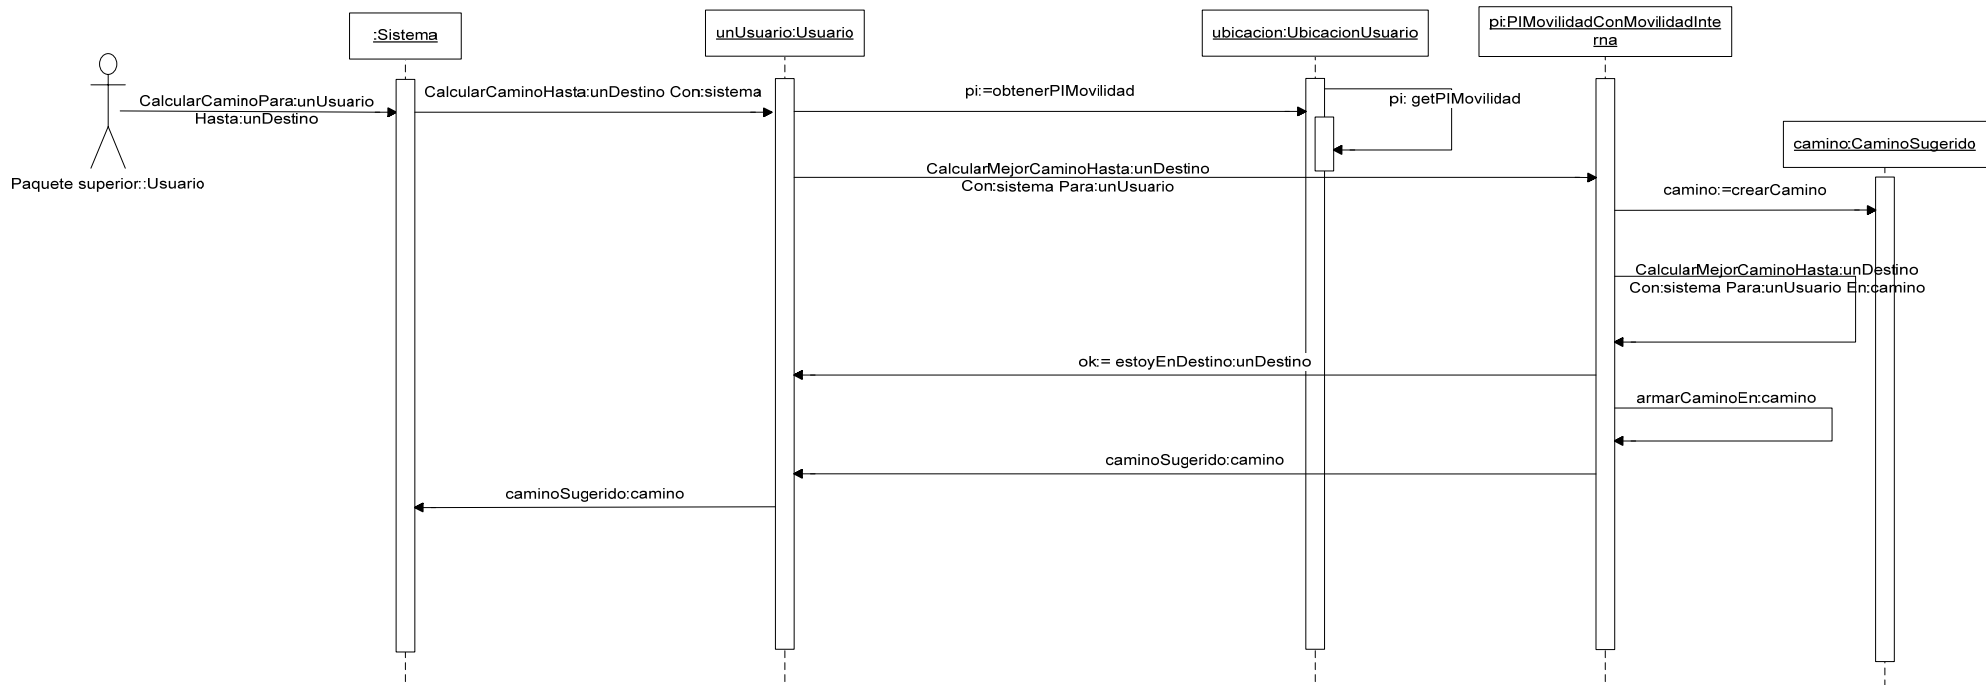 :Sistema
unUsuario:Usuario
ubicacion:UbicacionUsuario
pi:PIMovilidadConMovilidadInte
rna
CalcularCaminoPara:unUsuario
Hasta:unDestino
CalcularCaminoHasta:unDestino Con:sistema
pi:=obtenerPIMovilidad
pi: getPIMovilidad
camino:CaminoSugerido
Paquete superior::Usuario
CalcularMejorCaminoHasta:unDestino
Con:sistema Para:unUsuario
camino:=crearCamino
CalcularMejorCaminoHasta:unDestino
Con:sistema Para:unUsuario En:camino
ok:= estoyEnDestino:unDestino
armarCaminoEn:camino
caminoSugerido:camino
caminoSugerido:camino